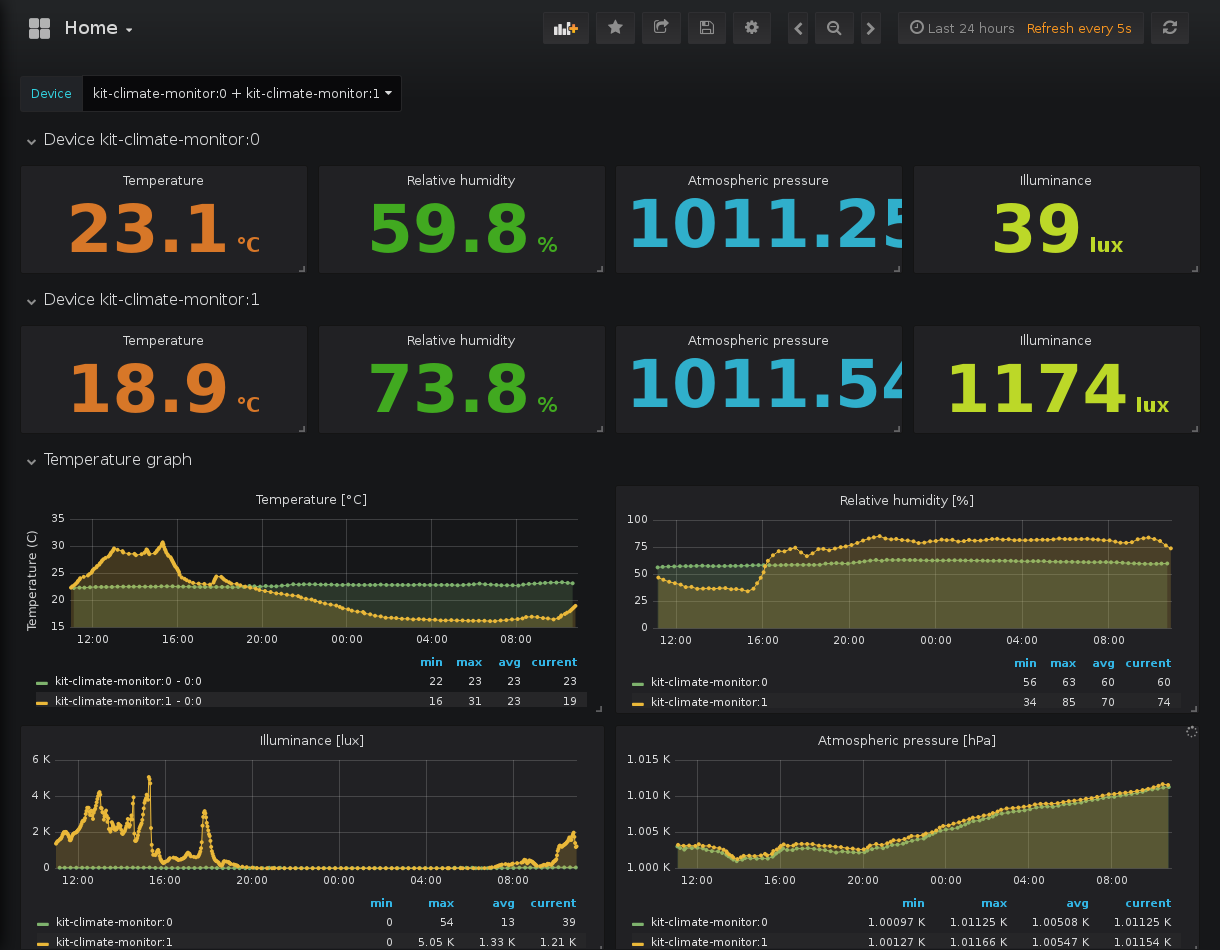 Home
Last 24 hours Refresh every 5s
Device kit-climate-monitor:0 + kit-climate-monitor:1
Device kit-climate-monitor:0
Temperature Relative humidity Atmospheric pressure Illuminance
23.1 °C 59.8 % 1011.25 39 lux
Device kit-climate-monitor:1
Temperature Relative humidity Atmospheric pressure Illuminance
18.9 °C 73.8 % 1011.54 1174 lux
Temperature graph
Temperature [°C]
Temperature (C)
35
30
25
20
15
12:00 16:00 20:00 00:00 04:00 08:00
min max avg current
kit-climate-monitor:0 - 0:0 22 23 23 23
kit-climate-monitor:1 - 0:0 16 31 23 19
Relative humidity [%]
100
75
50
25
0
12:00 16:00 20:00 00:00 04:00 08:00
min max avg current
kit-climate-monitor:0 56 63 60 60
kit-climate-monitor:1 34 85 70 74
Illuminance [lux]
6 K
4 K
2 K
0
12:00 16:00 20:00 00:00 04:00 08:00
min max avg current
kit-climate-monitor:0 0 54 13 39
kit-climate-monitor:1 0 5.05 K 1.33 K 1.21 K
Atmospheric pressure [hPa]
1.015 K
1.010 K
1.005 K
1.000 K
12:00 16:00 20:00 00:00 04:00 08:00
min max avg current
kit-climate-monitor:0 1.00097 K 1.01125 K 1.00508 K 1.01125 K
kit-climate-monitor:1 1.00127 K 1.01166 K 1.00547 K 1.01154 K